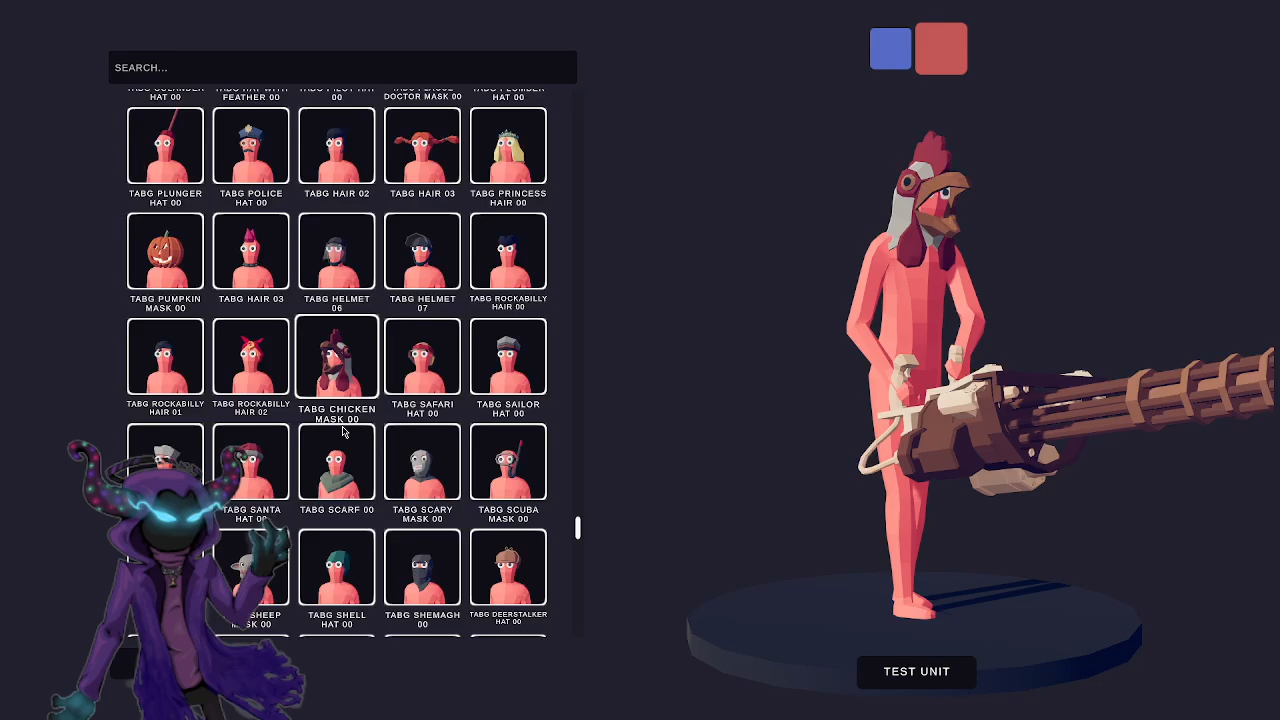 SEARCH...
HAT 00
FEATHER 00
00
DOCTOR MASK 00
HAT 00
TABG PLUNGER
HAT 00
TABG POLICE
HAT 00
TABG HAIR 02
TABG HAIR 03
TABG PRINCESS
HAIR 00
TABG PUMPKIN
MASK 00
TABG HAIR 03
TABG HELMET
06
TABG HELMET
07
TABG ROCKABILLY
HAIR 00
TABG ROCKABILLY
HAIR 01
TABG ROCKABILLY
HAIR 02
TABG CHICKEN
MASK 00
TABG SAFARI
HAT 00
TABG SAILOR
HAT 00
TABG SANTA
HAT 00
TABG SCARF 00
TABG SCARY
MASK 00
TABG SCUBA
MASK 00
SHEEP
TABG SHELL
HAT 00
TABG SHEMAGH
00
TABG DEERSTALKER
HAT 00
TEST UNIT